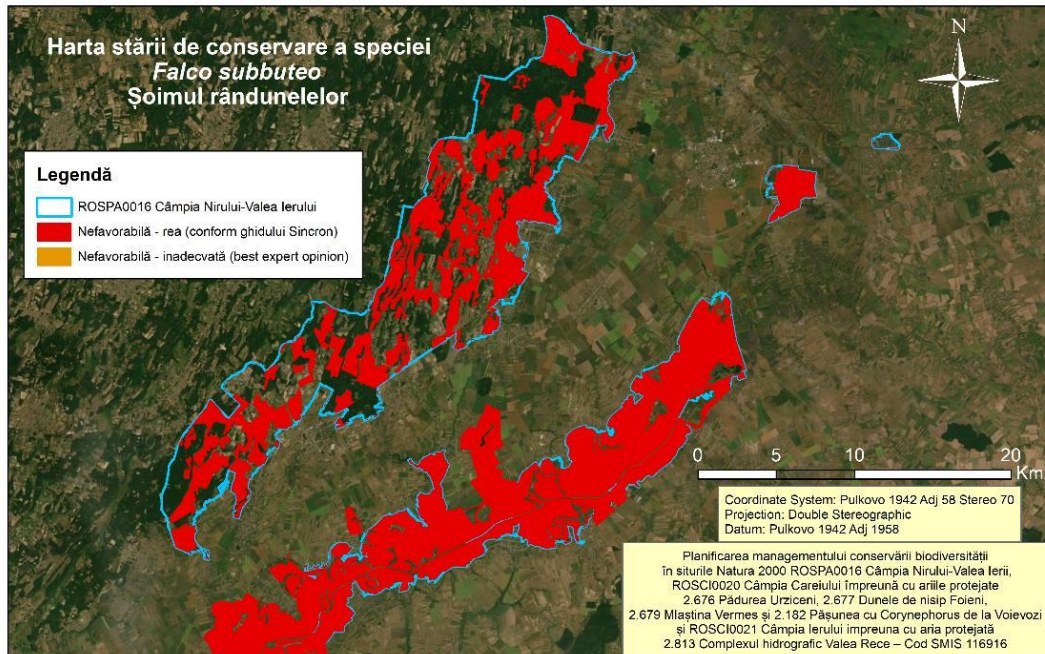 Harta stării de conservare a speciei
Falco subbuteo
Șoimul rândunelelor
N
Legendă
ROSPA0016 Câmpia Nirului-Valea Ierului
Nefavorabilă - rea (conform ghidului Sincron)
Nefavorabilă - inadecvată (best expert opinion)
0 5 10 20
Km
Coordinate System: Pulkovo 1942 Adj 58 Stereo 70
Projection: Double Stereographic
Datum: Pulkovo 1942 Adj 1958
Planificarea managementului conservării biodiversității
în siturile Natura 2000 ROSPA0016 Câmpia Nirului-Valea Ierii,
ROSCI0020 Câmpia Careiului împreună cu ariile protejate
2.676 Pădurea Urziceni, 2.677 Dunele de nisip Foieni,
2.679 Mlaștina Vermes și 2.182 Pășunea cu Corynephorus de la Voievozi
și ROSCI0021 Câmpia Ierului impreuna cu aria protejată
2.813 Complexul hidrografic Valea Rece – Cod SMIS 116916